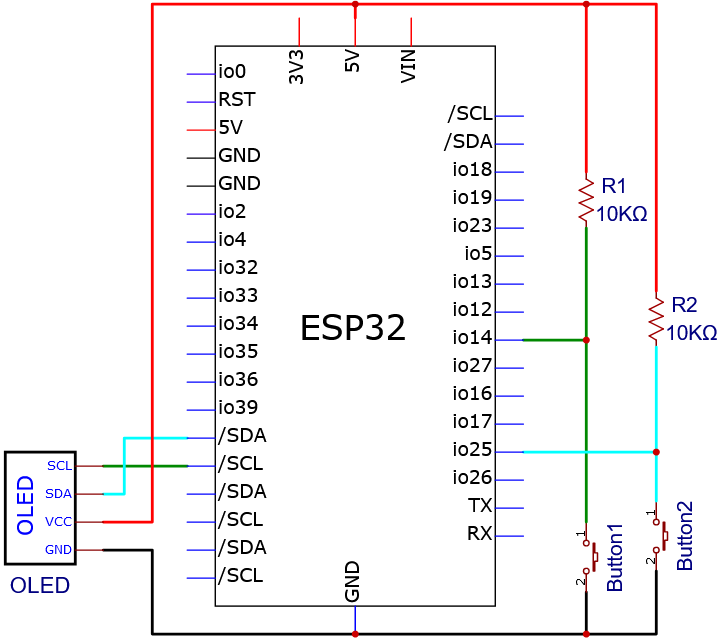 3V3
5V
VIN
io0
RST
5V
GND
GND
io2
io4
io32
io33
io34
io35
io36
io39
/SDA
/SCL
/SDA
/SCL
/SDA
/SCL
ESP32
/SCL
/SDA
io18
io19
io23
io5
io13
io12
io14
io27
io16
io17
io25
io26
TX
RX
GND
R1
10KΩ
R2
10KΩ
1
2
Button1
1
2
Button2
OLED
SCL
SDA
VCC
GND
OLED